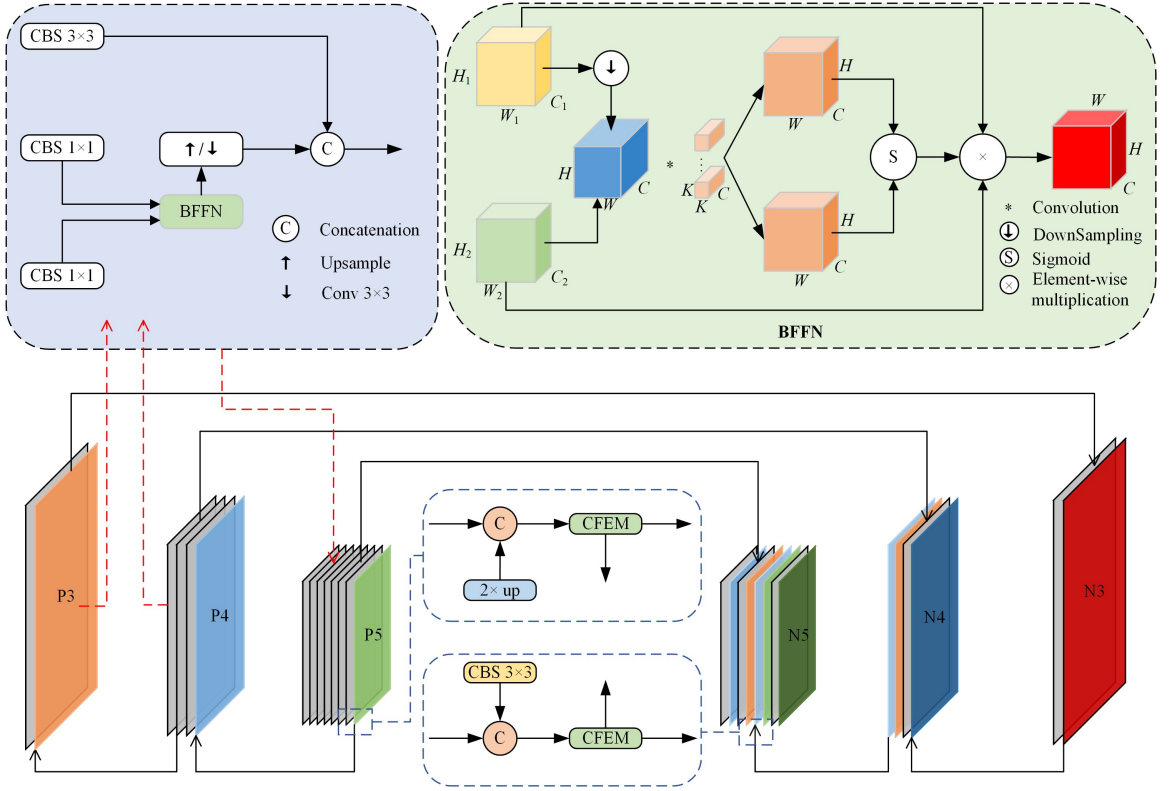 CBS 3×3
CBS 1×1
↑/↓
C
BFFN
CBS 1×1
C Concatenation
↑ Upsample
↓ Conv 3×3
H₁
W₁
C₁
↓
H
W
C
*
K
K
C
H₂
W₂
C₂
H
W
C
H
W
C
S
×
W
H
C
* Convolution
↓ DownSampling
S Sigmoid
× Element-wise
multiplication
BFFN
P3
P4
P5
C
CFEM
2× up
CBS 3×3
C
CFEM
N5
N4
N3